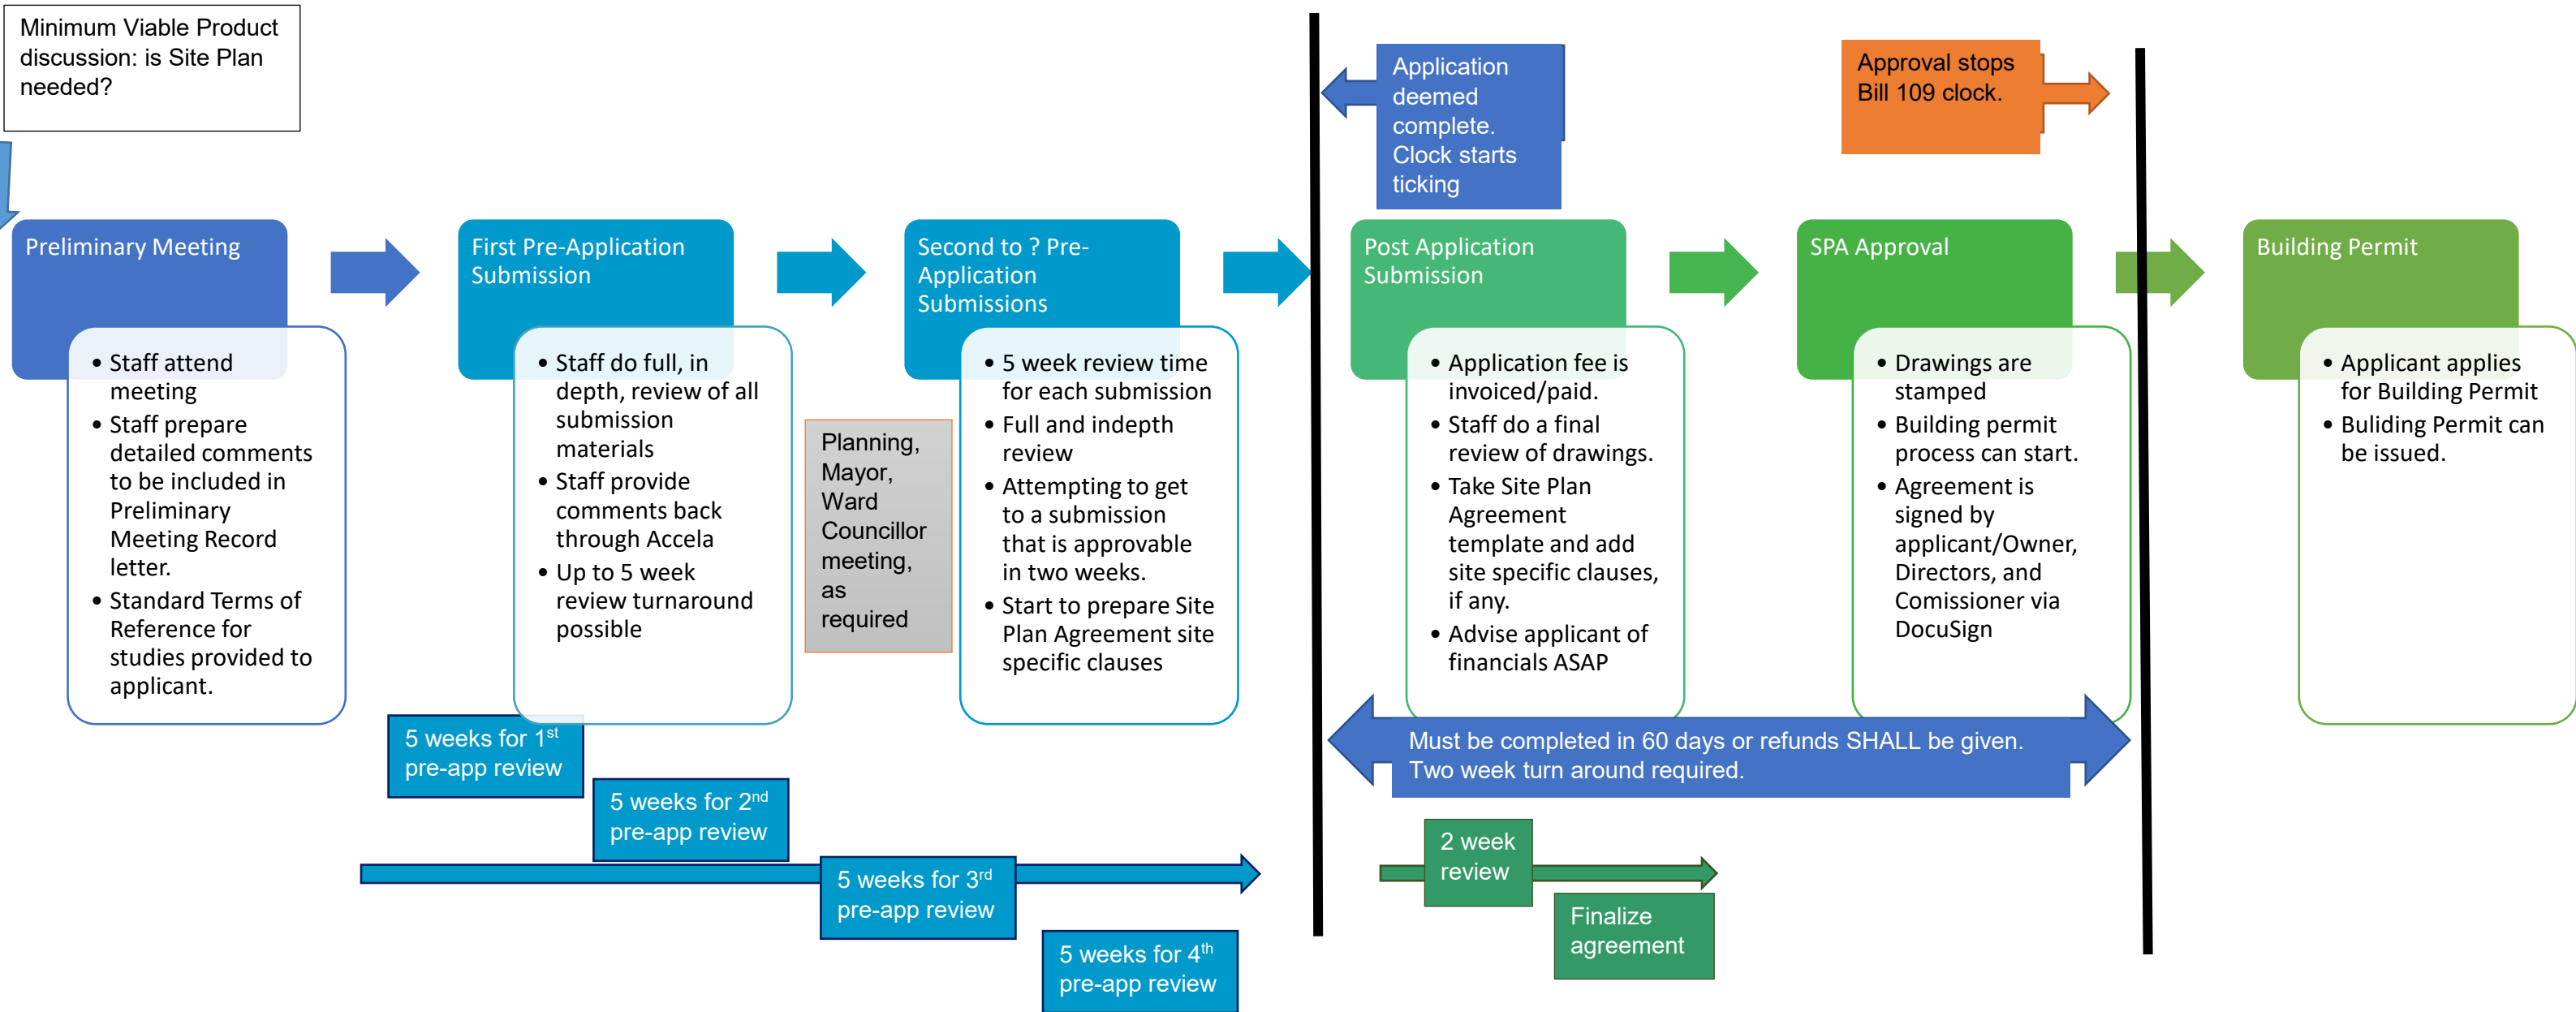 Minimum Viable Product
discussion: is Site Plan
needed?
Application
deemed
complete.
Clock starts
ticking
Approval stops
Bill 109 clock.
Preliminary Meeting
• Staff attend
meeting
• Staff prepare
detailed comments
to be included in
Preliminary
Meeting Record
letter.
• Standard Terms of
Reference for
studies provided to
applicant.
First Pre-Application
Submission
• Staff do full, in
depth, review of all
submission
materials
• Staff provide
comments back
through Accela
• Up to 5 week
review turnaround
possible
Planning,
Mayor,
Ward
Councillor
meeting,
as
required
Second to ? Pre-
Application
Submissions
• 5 week review time
for each submission
• Full and indepth
review
• Attempting to get
to a submission
that is approvable
in two weeks.
• Start to prepare Site
Plan Agreement site
specific clauses
Post Application
Submission
• Application fee is
invoiced/paid.
• Staff do a final
review of drawings.
• Take Site Plan
Agreement
template and add
site specific clauses,
if any.
• Advise applicant of
financials ASAP
SPA Approval
• Drawings are
stamped
• Building permit
process can start.
• Agreement is
signed by
applicant/Owner,
Directors, and
Comissioner via
DocuSign
Building Permit
• Applicant applies
for Building Permit
• Buliding Permit can
be issued.
5 weeks for 1st
pre-app review
5 weeks for 2nd
pre-app review
5 weeks for 3rd
pre-app review
5 weeks for 4th
pre-app review
Must be completed in 60 days or refunds SHALL be given.
Two week turn around required.
2 week
review
Finalize
agreement